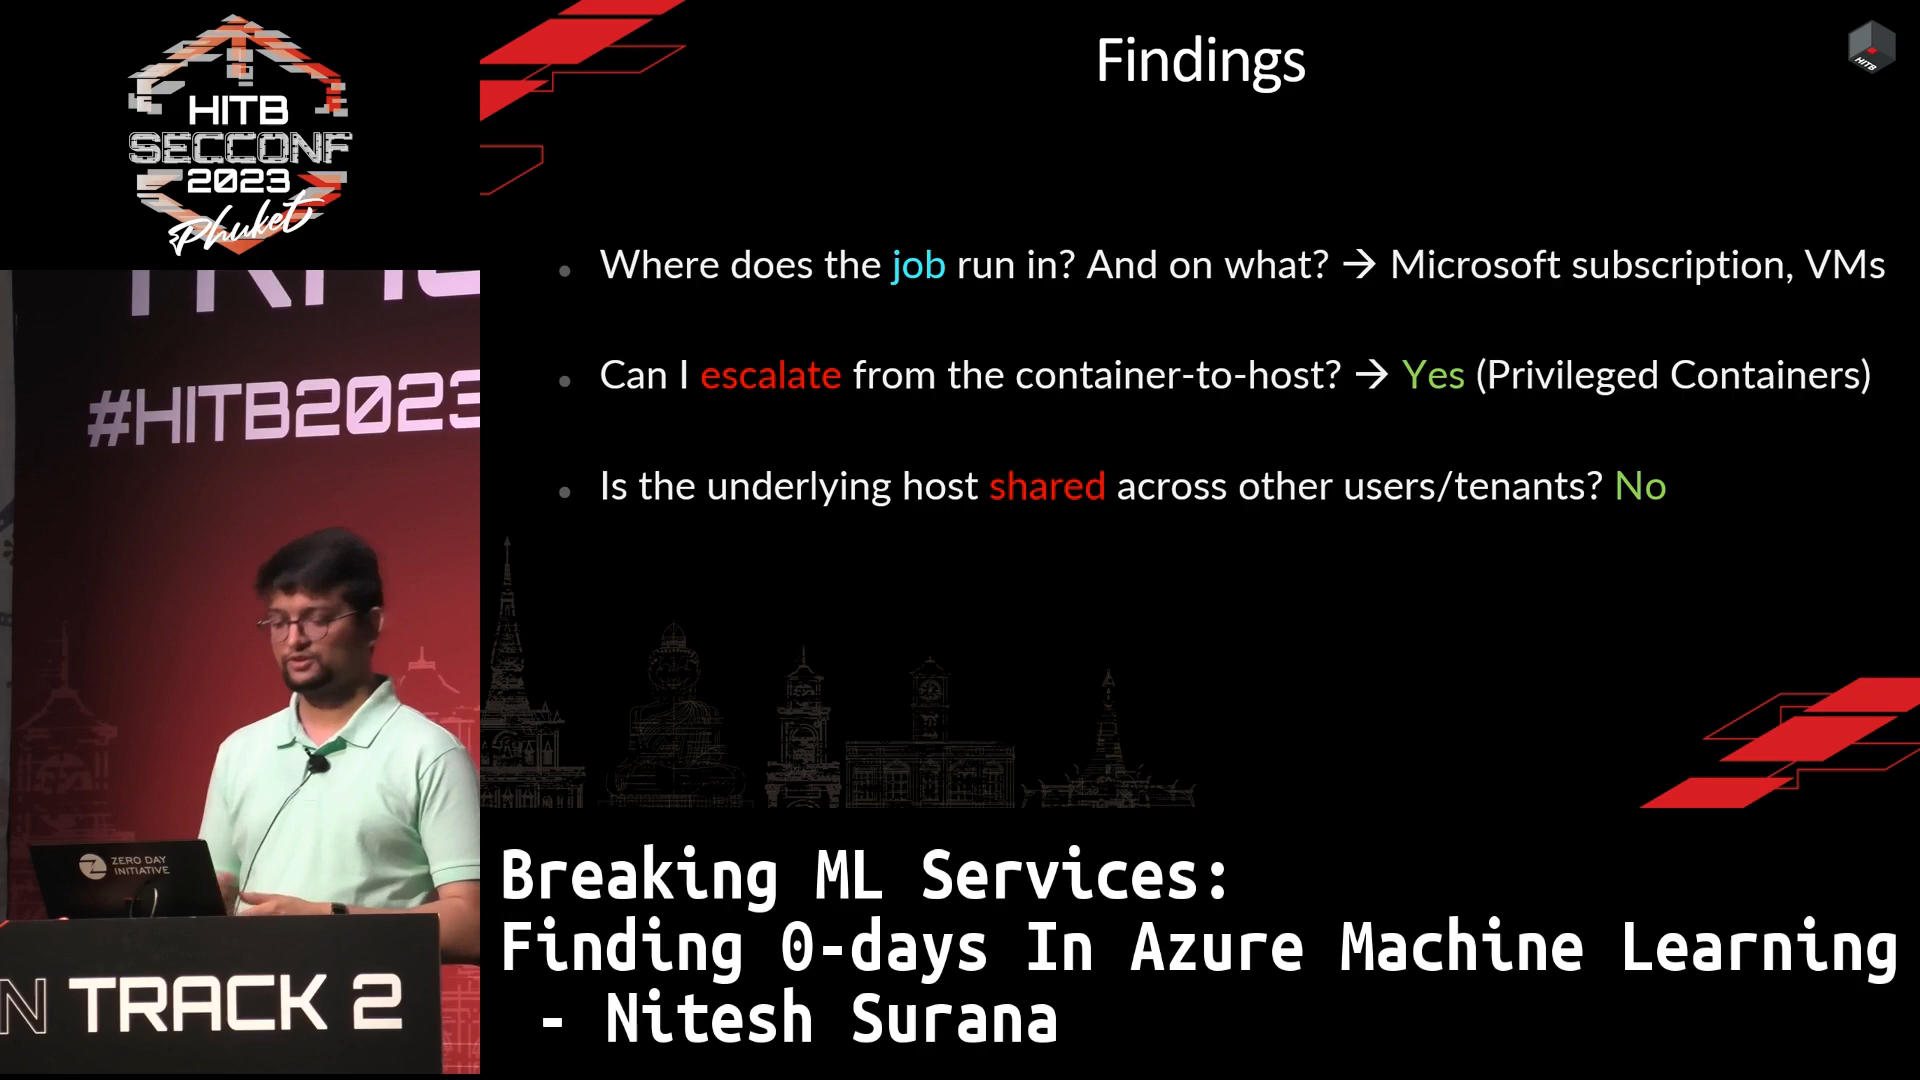 HITB
SECCONF
2023
Phuket
#HITB2023
ZERO DAY
INITIATIVE
N TRACK 2
Findings
HITB
Where does the job run in? And on what? → Microsoft subscription, VMs
Can I escalate from the container-to-host? → Yes (Privileged Containers)
Is the underlying host shared across other users/tenants? No
Breaking ML Services:
Finding 0-days In Azure Machine Learning
- Nitesh Surana